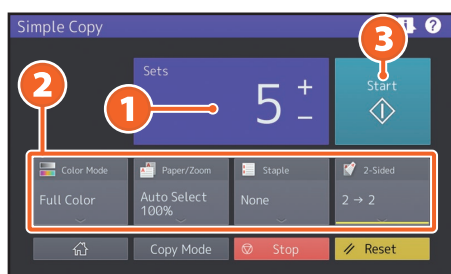 Simple Copy
i ?
3
2
Sets
Start
1
5 + -
Color Mode
Paper/Zoom
Staple
2-Sided
Full Color
Auto Select
100%
None
2 → 2
Copy Mode
Stop
Reset